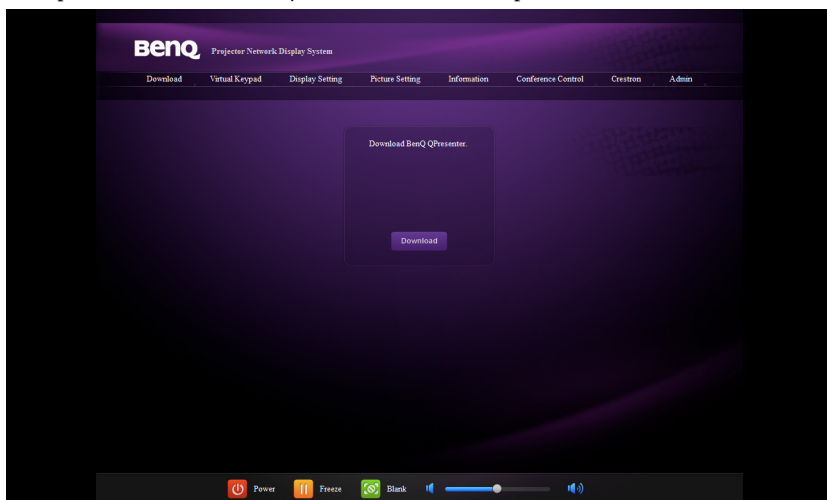 BenQ Projector Network Display System
Download Virtual Keypad Display Setting Picture Setting Information Conference Control Crestron Admin
Download BenQ QPresenter.
Download
Power Freeze Blank